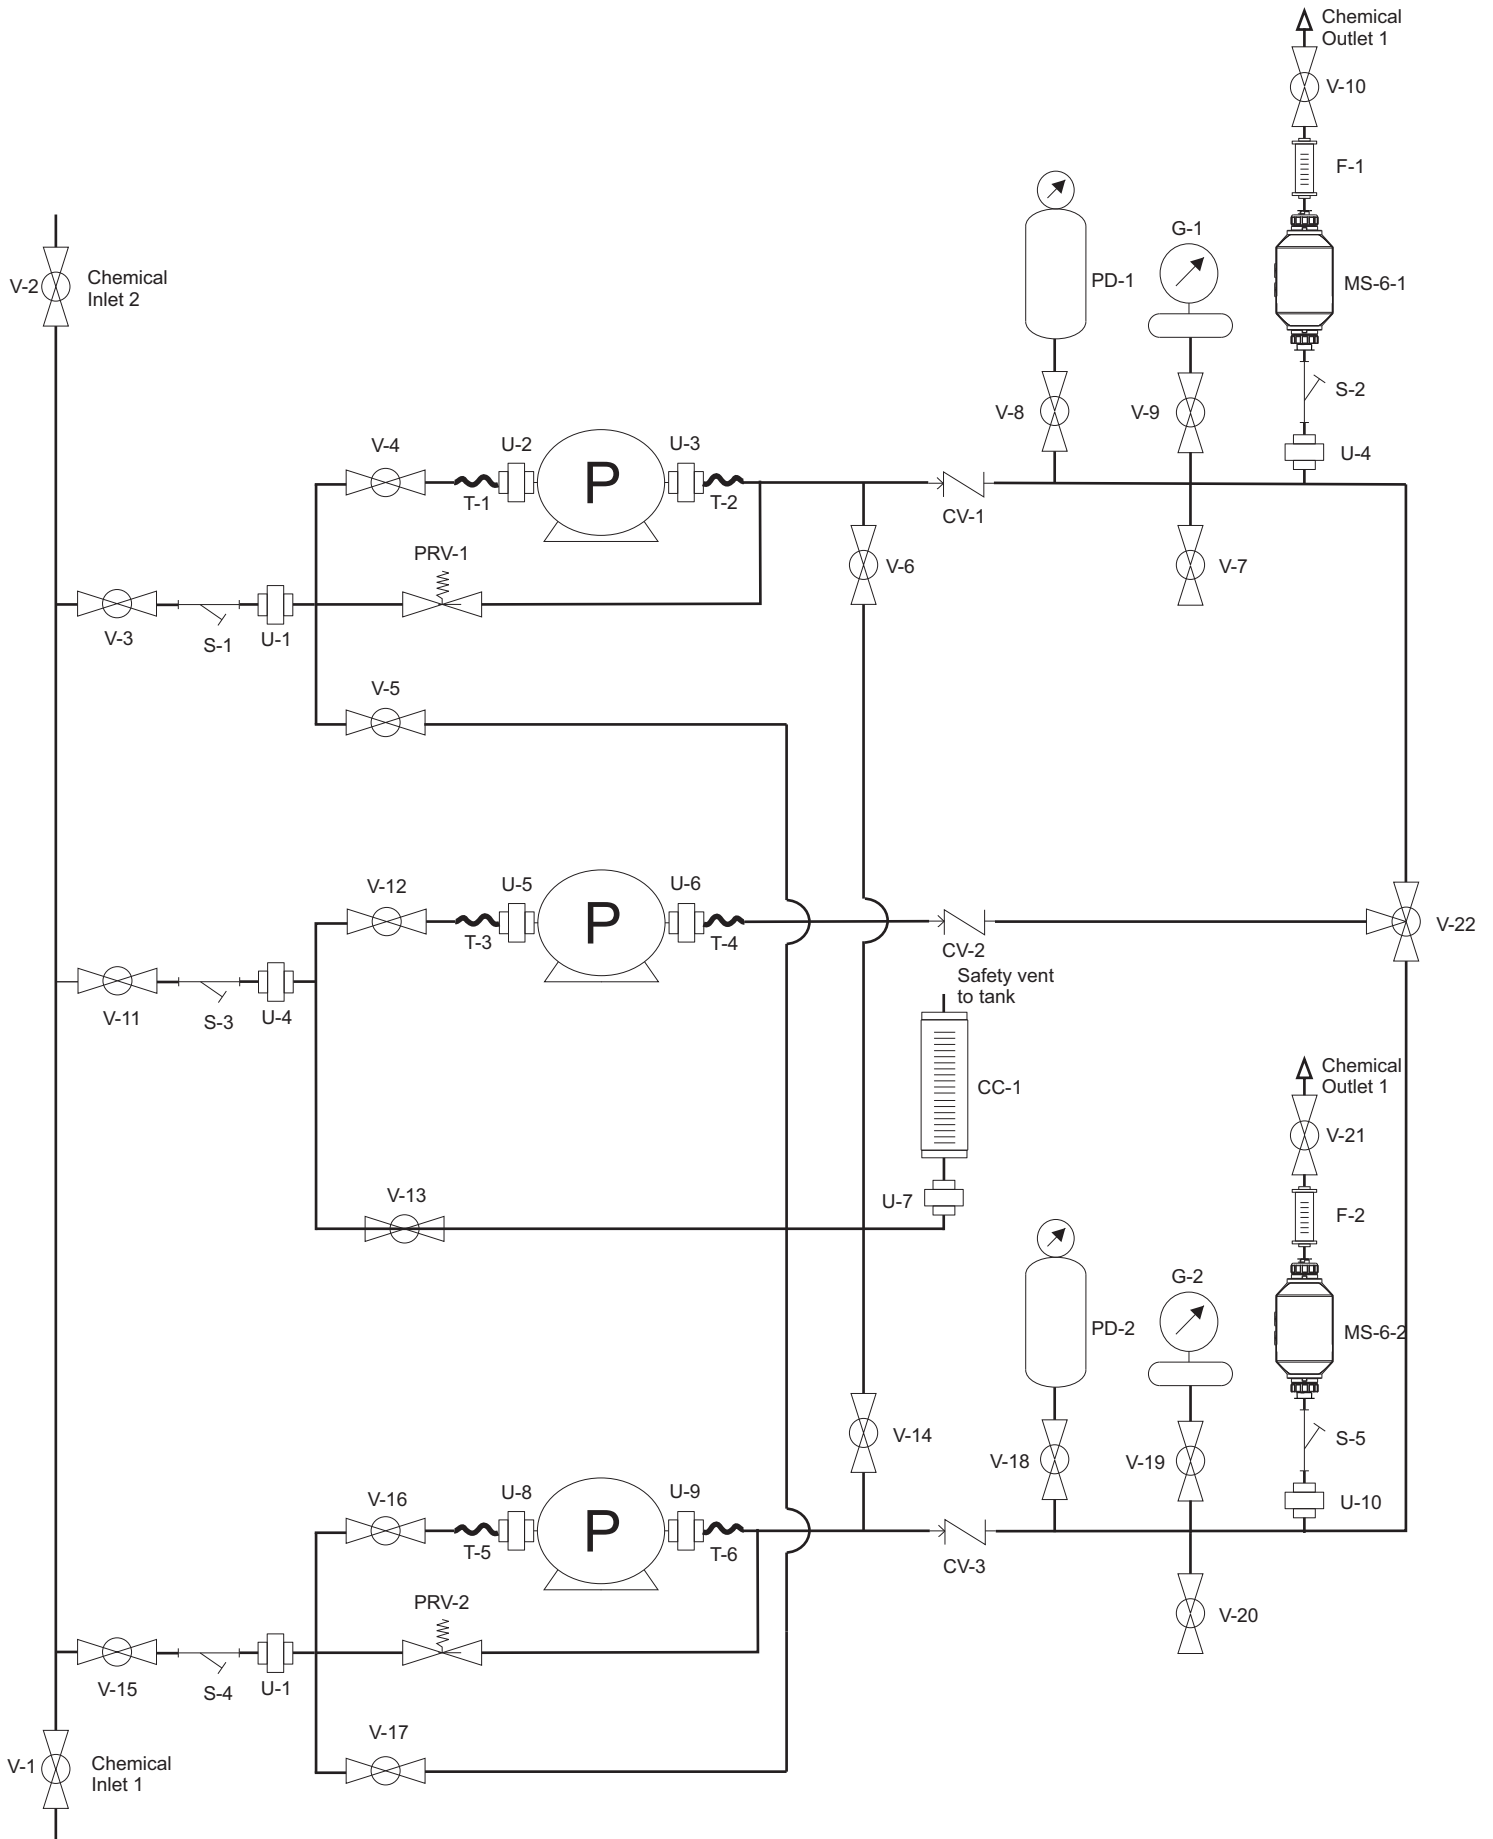 Chemical
Outlet 1
V-10
F-1
G-1
V-2
Chemical
Inlet 2
PD-1
MS-6-1
S-2
V-8
V-9
V-4
U-2
U-3
U-4
P
T-1
T-2
CV-1
PRV-1
V-6
V-7
V-3
S-1
U-1
V-5
V-12
U-5
U-6
P
V-22
T-3
T-4
CV-2
Safety vent
to tank
V-11
S-3
U-4
Chemical
Outlet 1
CC-1
V-21
V-13
U-7
F-2
G-2
PD-2
MS-6-2
V-14
S-5
V-18
V-19
V-16
U-8
U-9
U-10
P
T-5
T-6
CV-3
PRV-2
V-20
V-15
S-4
U-1
V-17
V-1
Chemical
Inlet 1